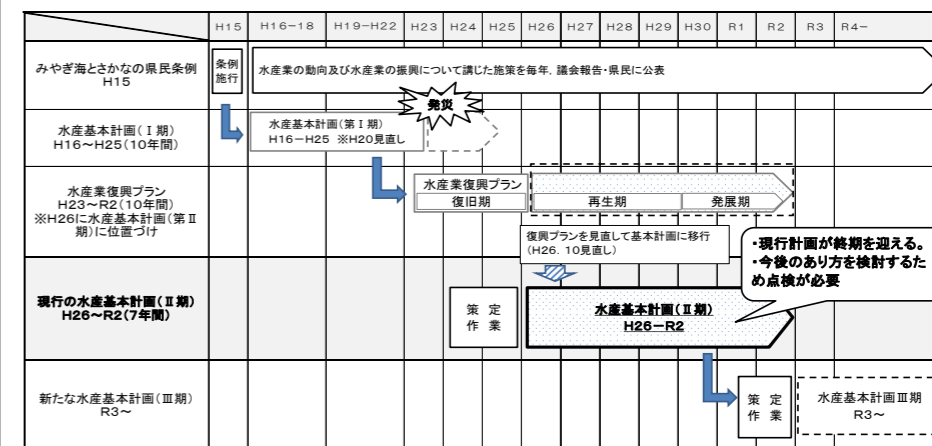 H15 H16-18 H19-H22 H23 H24 H25 H26 H27 H28 H29 H30 R1 R2 R3 R4-
みやぎ海とさかなの県民条例
H15
条例
施行
水産業の動向及び水産業の振興について講じた施策を毎年，議会報告・県民に公表
発災
水産基本計画(Ⅰ期)
H16～H25(10年間)
水産基本計画(第Ⅰ期)
H16-H25 ※H20見直し
水産業復興プラン
H23～R2(10年間)
※H26に水産基本計画(第Ⅱ
期)に位置づけ
水産業復興プラン
復旧期 再生期 発展期
復興プランを見直して基本計画に移行
(H26．10見直し)
・現行計画が終期を迎える。
・今後のあり方を検討するた
め点検が必要
現行の水産基本計画(Ⅱ期)
H26～R2(7年間)
策 定
作 業
水産基本計画(Ⅱ期)
H26-R2
新たな水産基本計画(Ⅲ期)
R3～
策 定
作 業
水産基本計画Ⅲ期
R3～